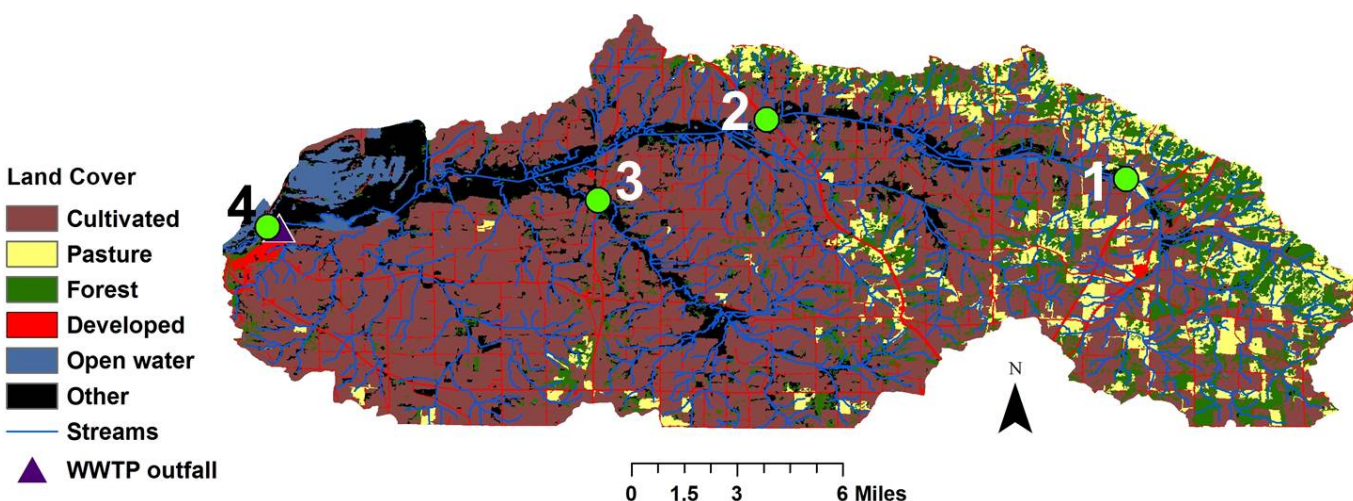 2
1
3
4
Land Cover
Cultivated
Pasture
Forest
Developed
Open water
Other
Streams
WWTP outfall
N
0 1.5 3 6 Miles